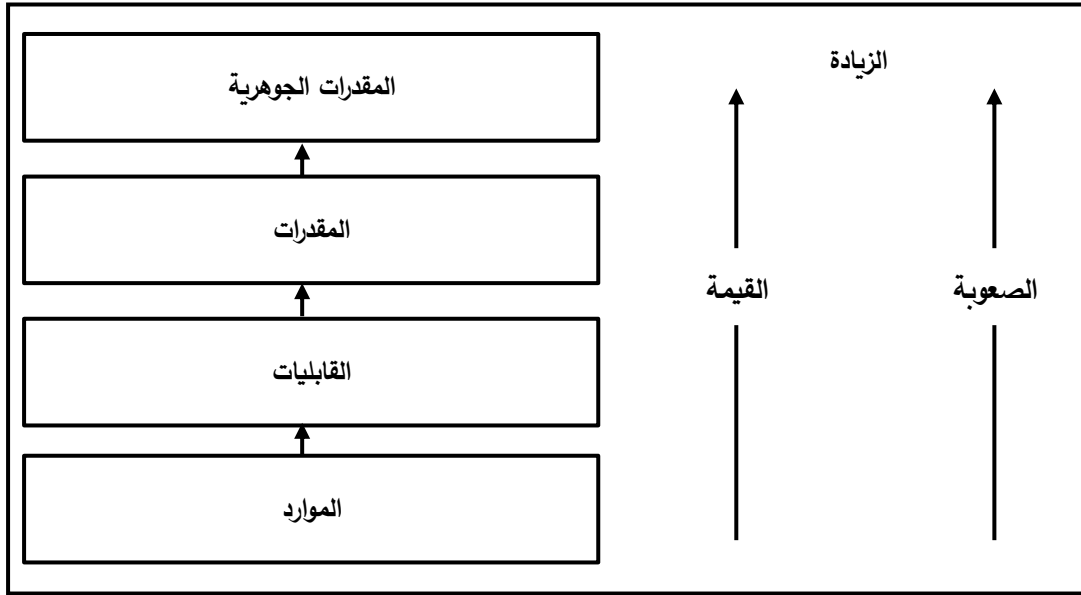 الزيادة
المقدرات الجوهرية
المقدرات
القيمة
الصعوبة
القابليات
الموارد